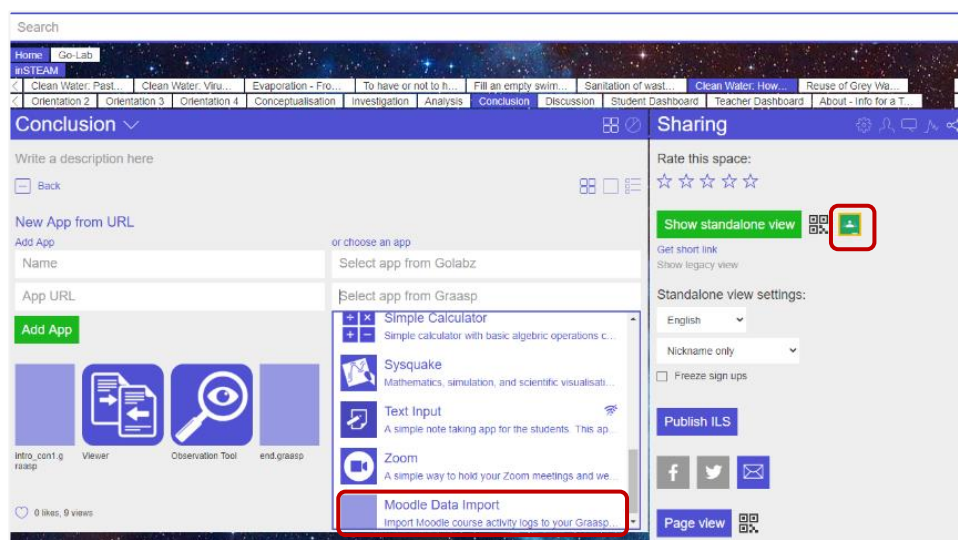 Search
Home Go-Lab
inSTEAM
Clean Water: Past... Clean Water: Viru... Evaporation - Fro... To have or not to h... Fill an empty swim... Sanitation of wast... Clean Water: How... Reuse of Grey Wa...
Orientation 2 Orientation 3 Orientation 4 Conceptualisation Investigation Analysis Conclusion Discussion Student Dashboard Teacher Dashboard About - Info for a T...
Conclusion
Write a description here
Back
New App from URL
Add App
or choose an app
Name
Select app from Golabz
App URL
Select app from Graasp
Add App
Simple Calculator
Simple calculator with basic algebric operations c...
Sysquake
Mathematics, simulation, and scientific visualisati...
Text Input
A simple note taking app for the students. This ap...
Zoom
A simple way to hold your Zoom meetings and we...
Moodle Data Import
Import Moodle course activity logs to your Graasp...
intro_con1.g
raasp
Viewer
Observation Tool
end.graasp
0 likes, 9 views
Sharing
Rate this space:
Show standalone view
Get short link
Show legacy view
Standalone view settings:
English
Nickname only
Freeze sign ups
Publish ILS
Page view